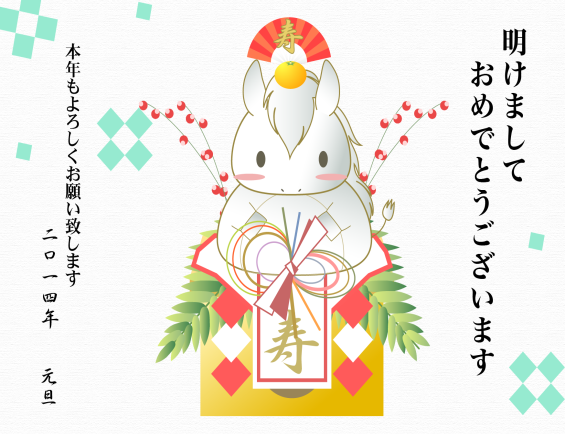 明けまして
おめでとうございます
寿
寿
本年もよろしくお願い致します
二〇一四年　元旦